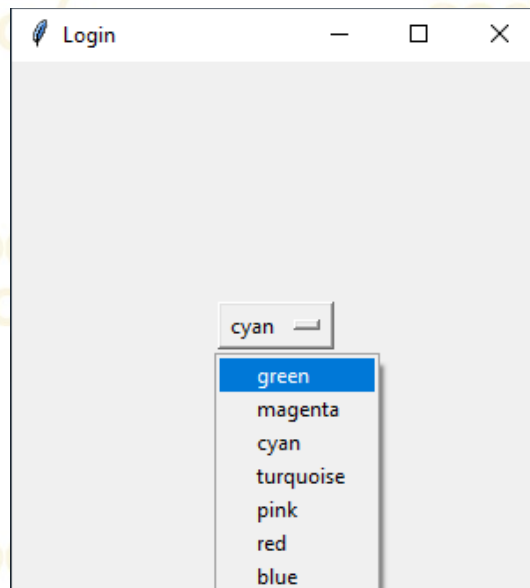 Login
cyan
green
magenta
cyan
turquoise
pink
red
blue